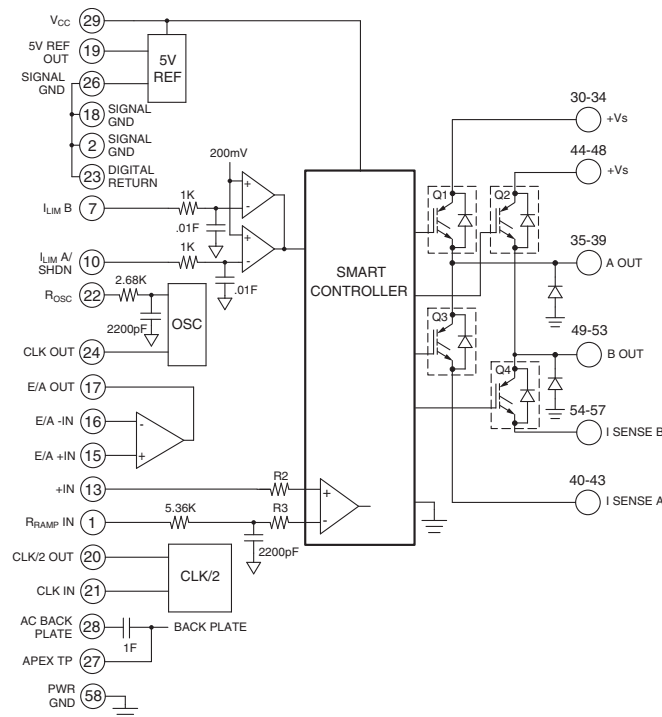 VCC 29
5V REF OUT 19
SIGNAL GND 26
5V REF
18 SIGNAL GND
2 SIGNAL GND
23 DIGITAL RETURN
200mV
ILIM B 7
1K
.01F
+
-
ILIM A/ SHDN 10
1K
.01F
+
-
ROSC 22
2.68K
2200pF
OSC
CLK OUT 24
E/A OUT 17
E/A -IN 16
-
E/A +IN 15
+
+IN 13
R2
+
RRAMP IN 1
5.36K
R3
-
2200pF
CLK/2 OUT 20
CLK IN 21
CLK/2
AC BACK PLATE 28
1F
BACK PLATE
APEX TP 27
PWR GND 58
SMART CONTROLLER
Q1
Q2
Q3
Q4
30-34
+Vs
44-48
+Vs
35-39
A OUT
49-53
B OUT
54-57
I SENSE B
40-43
I SENSE A